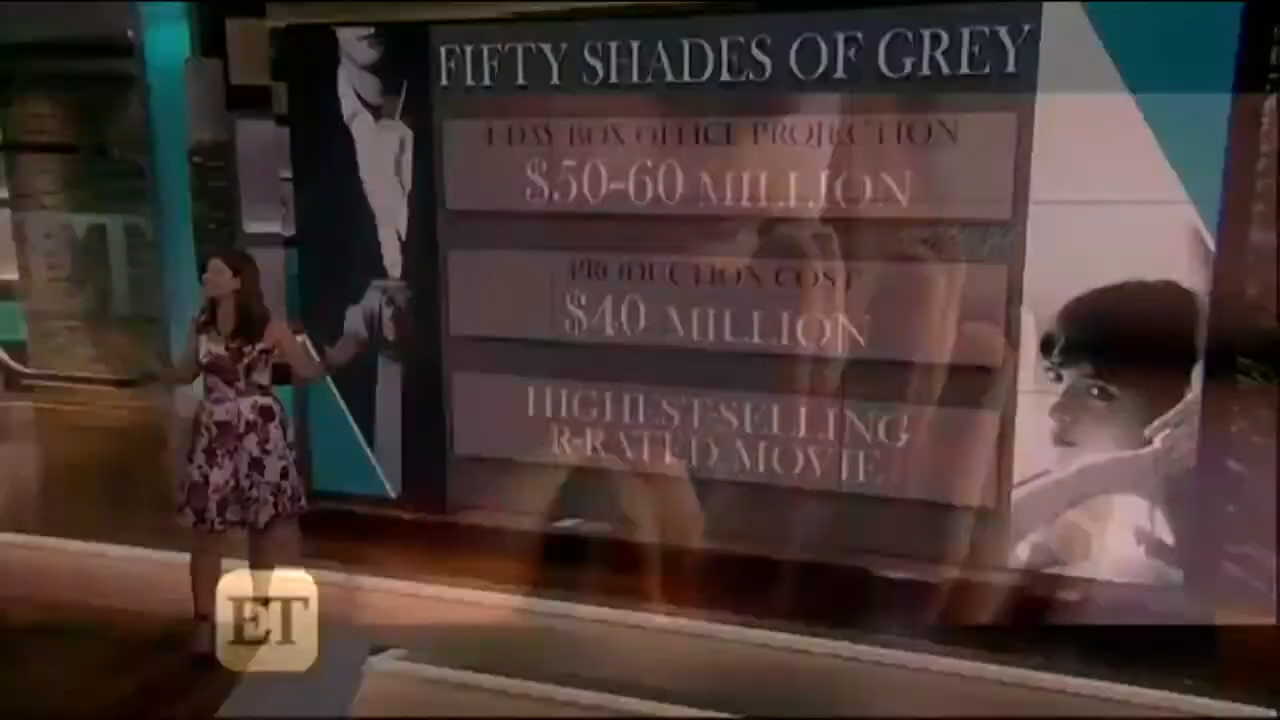 FIFTY SHADES OF GREY
4-DAY BOX OFFICE PROJECTION
$50-60 MILLION
PRODUCTION COST
$40 MILLION
HIGHEST-SELLING
R-RATED MOVIE
ET